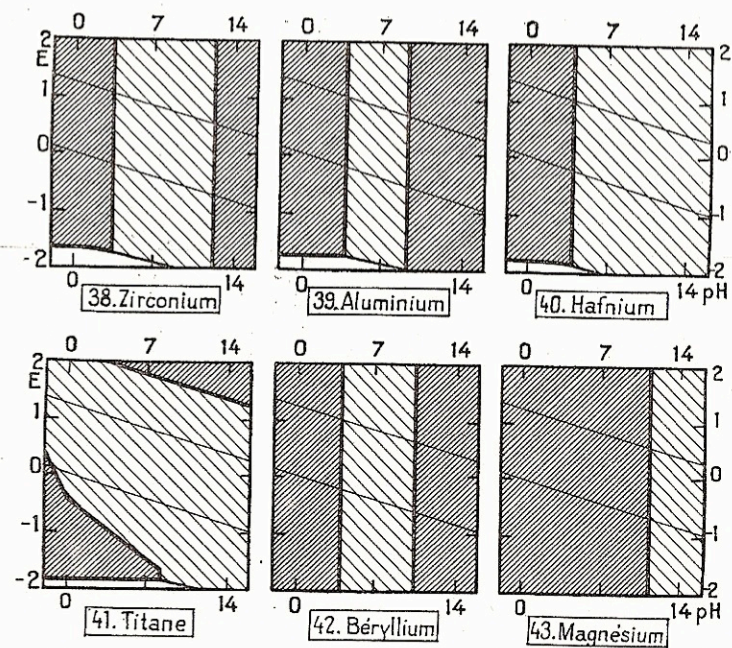 0 7 14 0 7 14 0 7 14
2 2
E
1 1
0 0
-1 -1
-2 -2
0 14 0 14 0 14 pH
38. Zirconium 39. Aluminium 40. Hafnium
0 7 14 0 7 14 0 7 14
2 2
E
1 1
0 0
-1 -1
-2 -2
0 14 0 14 14 pH
41. Titane 42. Béryllium 43. Magnésium